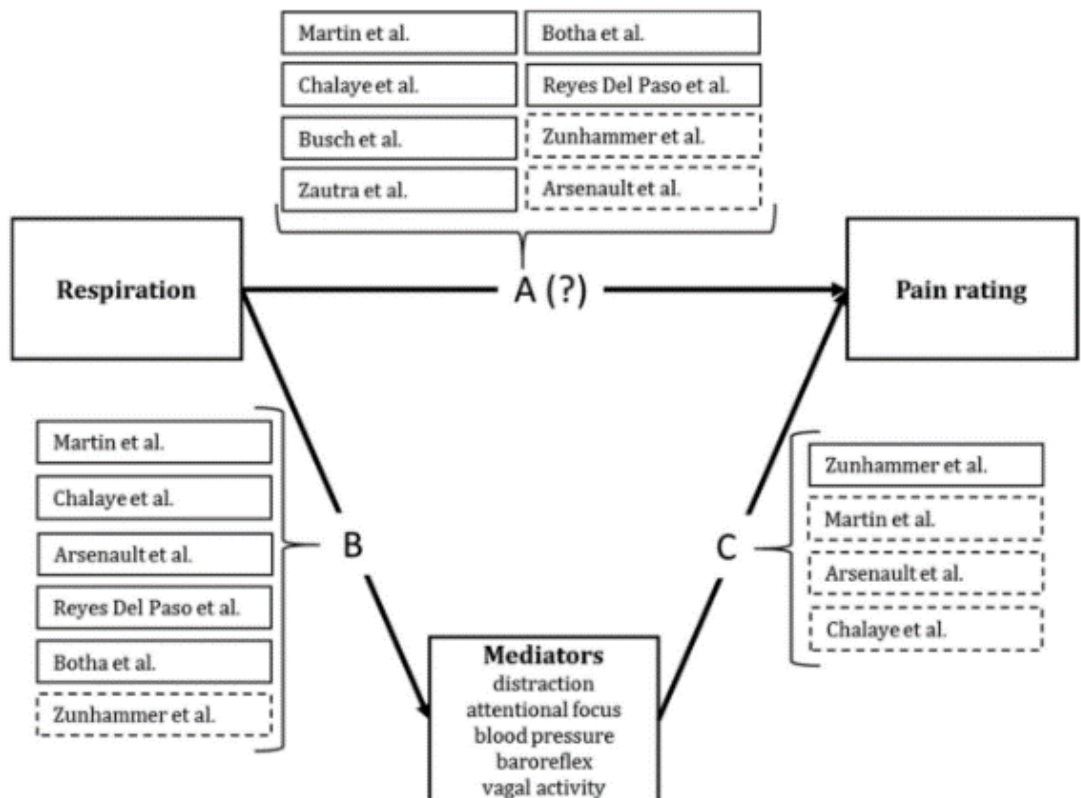 Martin et al.
Botha et al.
Chalaye et al.
Reyes Del Paso et al.
Busch et al.
Zunhammer et al.
Zautra et al.
Arsenault et al.
Respiration
A (?)
Pain rating
Martin et al.
Chalaye et al.
Arsenault et al.
Reyes Del Paso et al.
Botha et al.
Zunhammer et al.
B
C
Zunhammer et al.
Martin et al.
Arsenault et al.
Chalaye et al.
Mediators
distraction
attentional focus
blood pressure
baroreflex
vagal activity